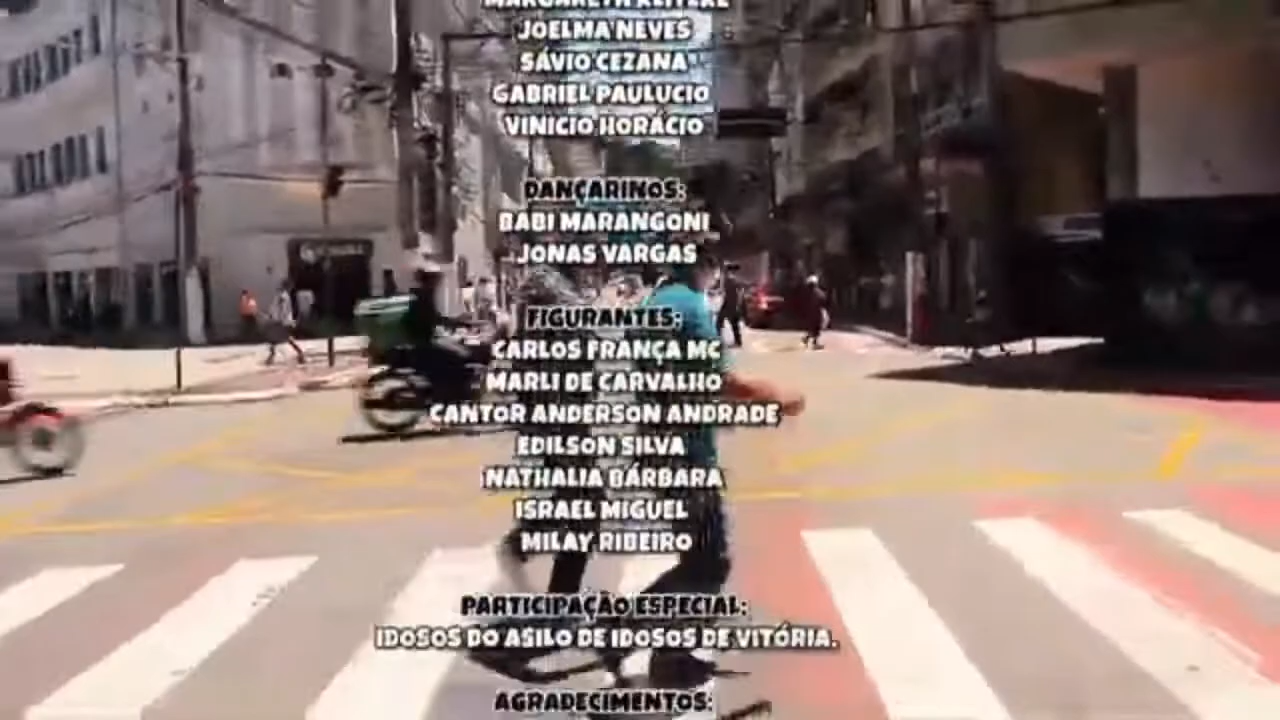 JOELMA NEVES
SÁVIO CEZANA
GABRIEL PAULUCIO
VINICIO HORÁCIO
DANÇARINOS:
BABI MARANGONI
JONAS VARGAS
FIGURANTES:
CARLOS FRANÇA MC
MARLI DE CARVALHO
CANTOR ANDERSON ANDRADE
EDILSON SILVA
NATHALIA BÁRBARA
ISRAEL MIGUEL
MILAY RIBEIRO
PARTICIPAÇÃO ESPECIAL:
IDOSOS DO ASILO DE IDOSOS DE VITÓRIA.
AGRADECIMENTOS: